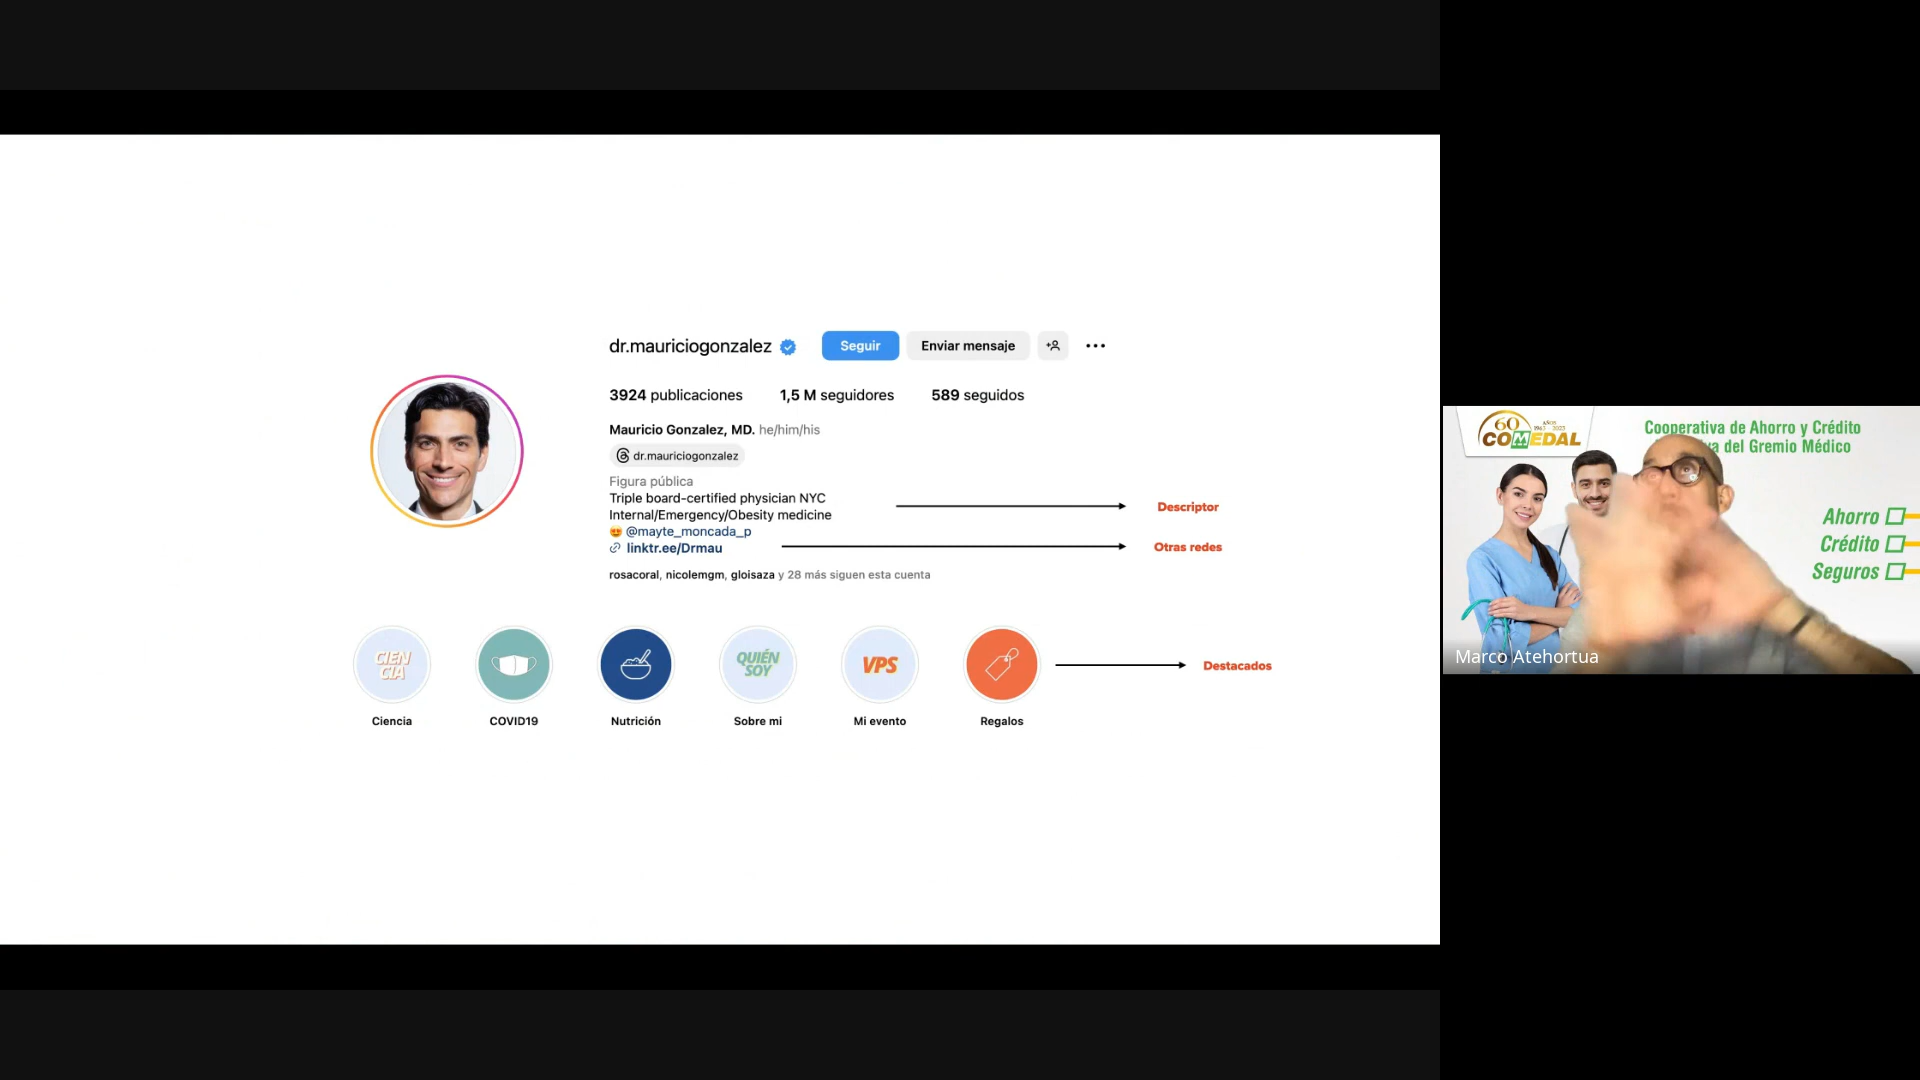 dr.mauriciogonzalez
Seguir
Enviar mensaje
3924 publicaciones
1,5 M seguidores
589 seguidos
Mauricio Gonzalez, MD. he/him/his
dr.mauriciogonzalez
Figura pública
Triple board-certified physician NYC
Internal/Emergency/Obesity medicine
@mayte_moncada_p
linktr.ee/Drmau
rosacoral, nicolemgm, gloisaza y 28 más siguen esta cuenta
Descriptor
Otras redes
CIEN
CIA
QUIÉN
SOY
VPS
Destacados
Ciencia
COVID19
Nutrición
Sobre mi
Mi evento
Regalos
60 AÑOS
COMEDAL
Cooperativa de Ahorro y Crédito
del Gremio Médico
Ahorro
Crédito
Seguros
Marco Atehortua